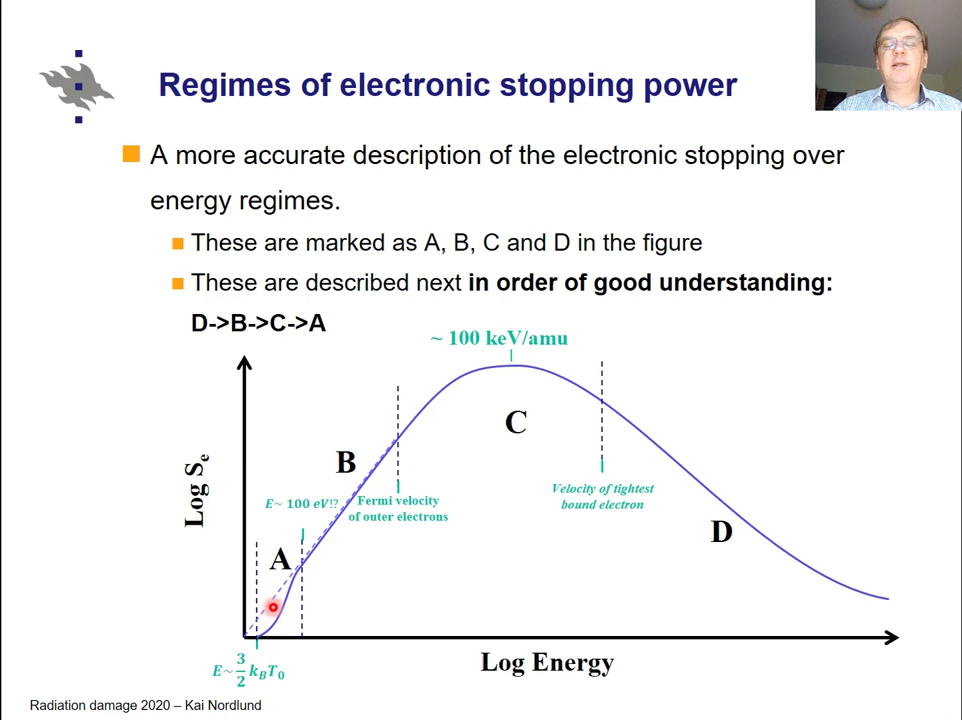 Regimes of electronic stopping power
A more accurate description of the electronic stopping over
energy regimes.
These are marked as A, B, C and D in the figure
These are described next in order of good understanding:
D->B->C->A
~ 100 keV/amu
C
B
Log Sₑ
E~ 100 eV!?
Fermi velocity
of outer electrons
Velocity of tightest
bound electron
D
A
E~ 3/2 k_BT₀
Log Energy
Radiation damage 2020 – Kai Nordlund